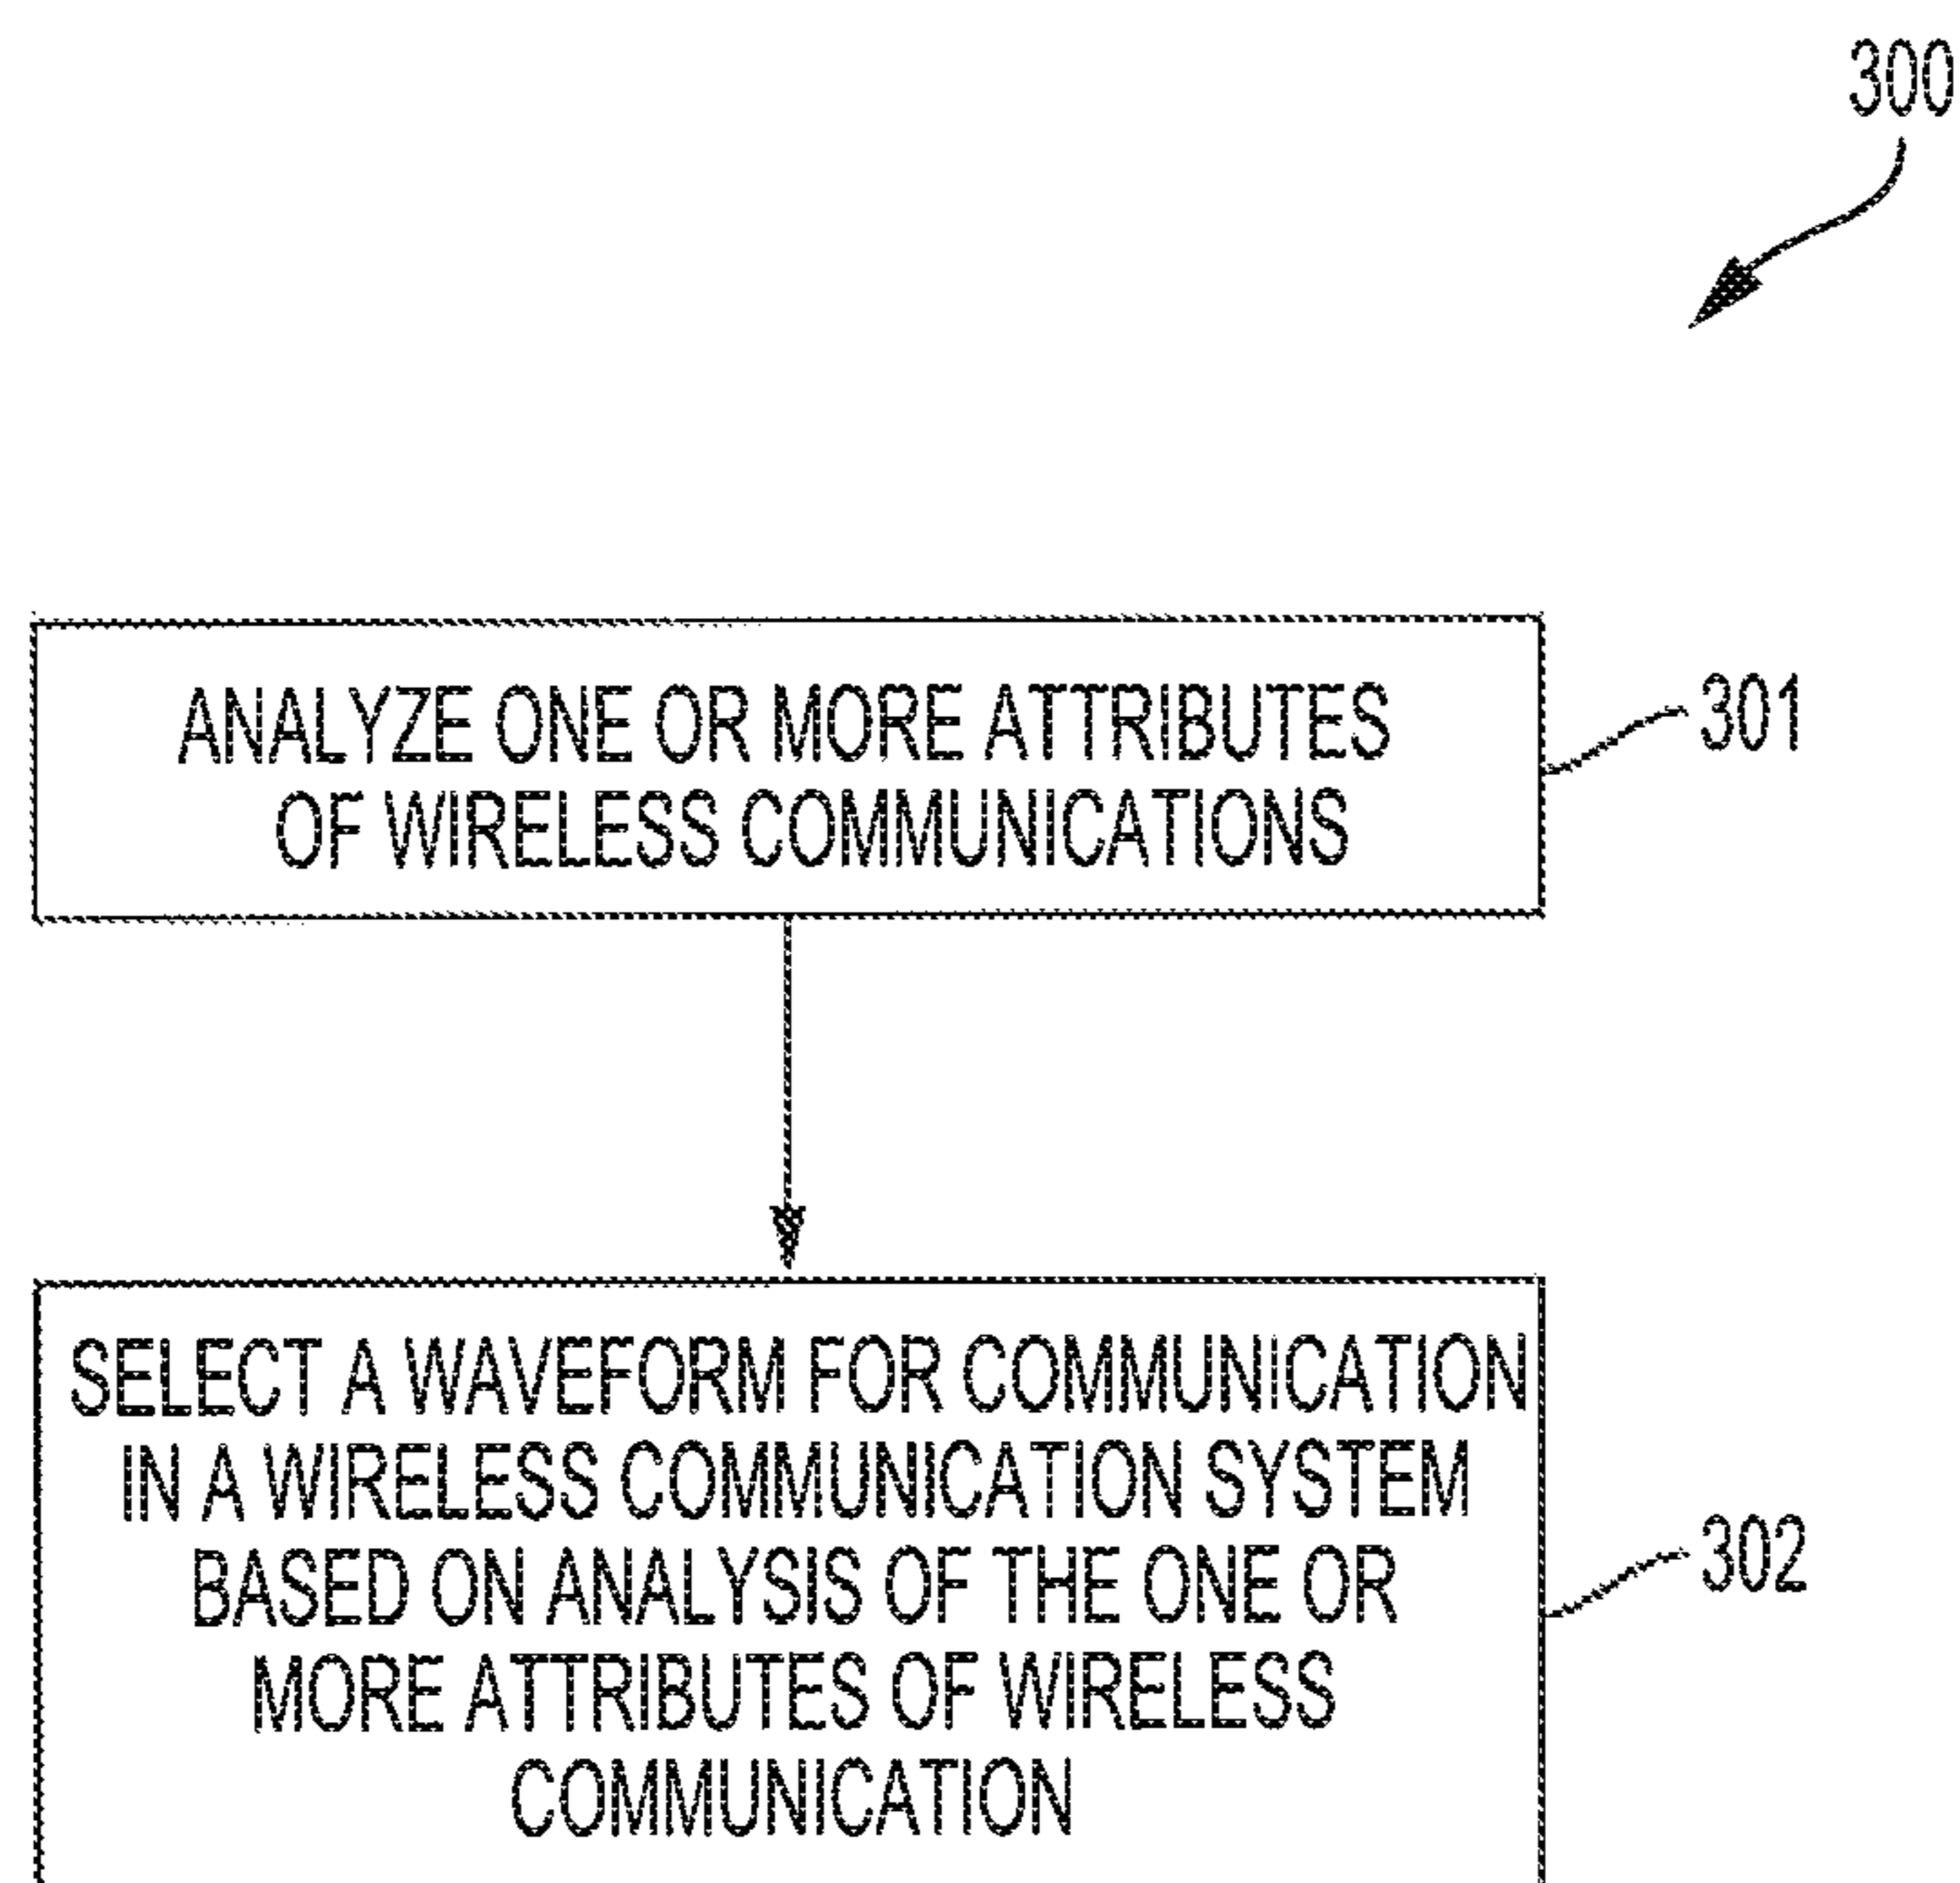 300
ANALYZE ONE OR MORE ATTRIBUTES
OF WIRELESS COMMUNICATIONS
301
SELECT A WAVEFORM FOR COMMUNICATION
IN A WIRELESS COMMUNICATION SYSTEM
BASED ON ANALYSIS OF THE ONE OR
MORE ATTRIBUTES OF WIRELESS
COMMUNICATION
302